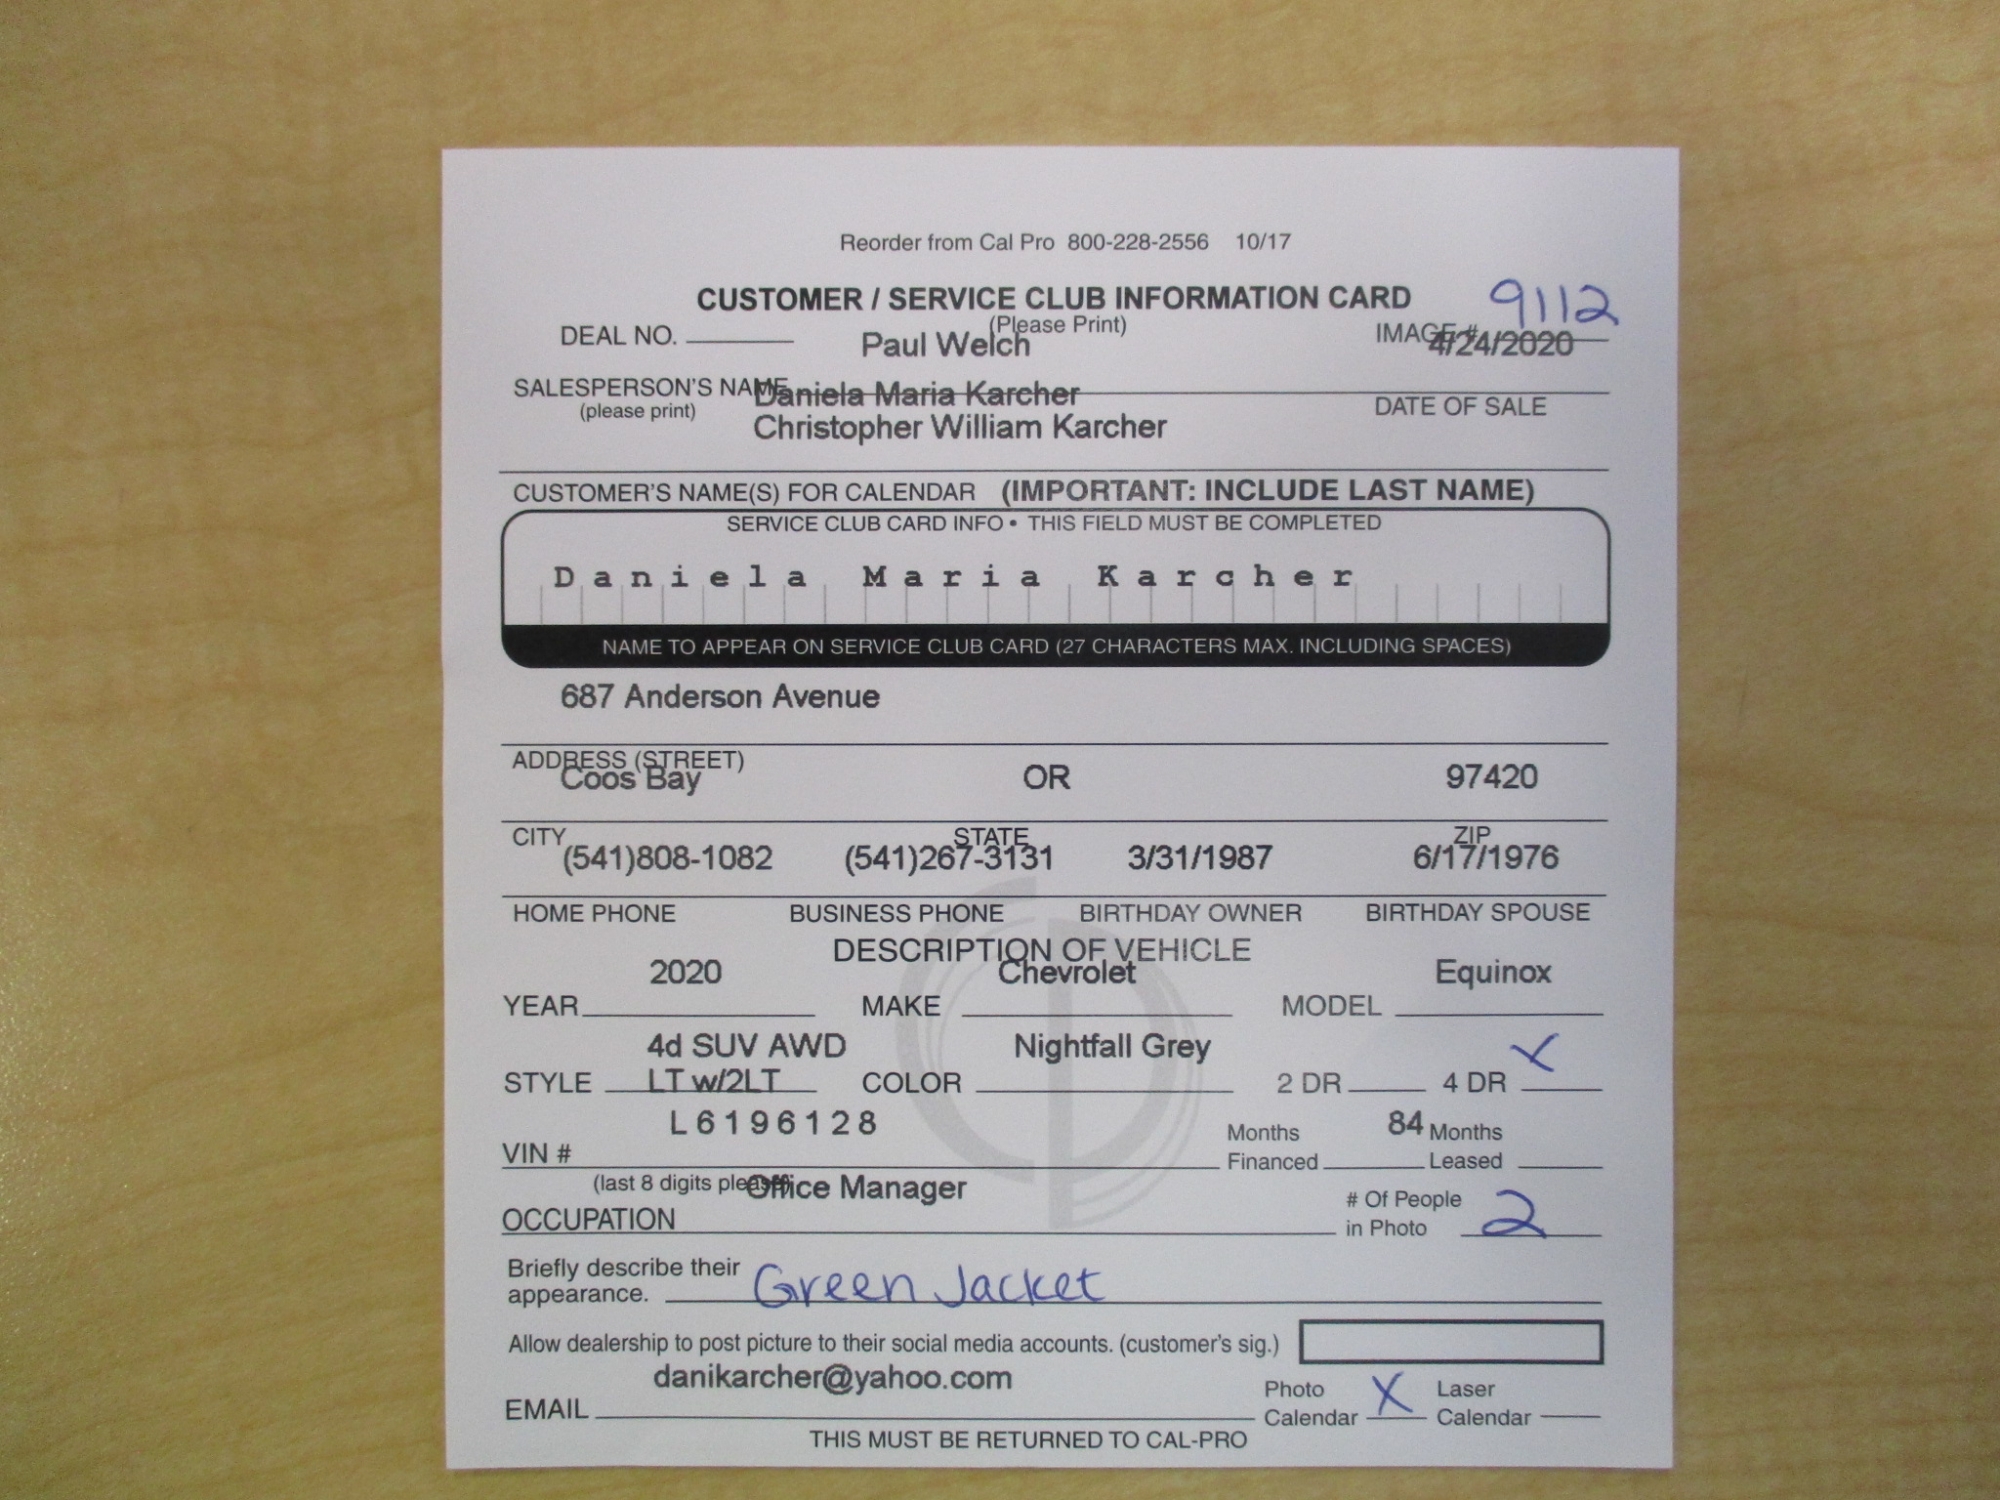 Reorder from Cal Pro 800-228-2556 10/17
CUSTOMER / SERVICE CLUB INFORMATION CARD 9112
(Please Print)
DEAL NO. Paul Welch IMAGE # 4/24/2020
SALESPERSON'S NAME Daniela Maria Karcher
(please print) DATE OF SALE
Christopher William Karcher
CUSTOMER'S NAME(S) FOR CALENDAR (IMPORTANT: INCLUDE LAST NAME)
SERVICE CLUB CARD INFO • THIS FIELD MUST BE COMPLETED
Daniela Maria Karcher
NAME TO APPEAR ON SERVICE CLUB CARD (27 CHARACTERS MAX. INCLUDING SPACES)
687 Anderson Avenue
ADDRESS (STREET)
Coos Bay OR 97420
CITY STATE ZIP
(541)808-1082 (541)267-3131 3/31/1987 6/17/1976
HOME PHONE BUSINESS PHONE BIRTHDAY OWNER BIRTHDAY SPOUSE
DESCRIPTION OF VEHICLE
2020 Chevrolet Equinox
YEAR MAKE MODEL
4d SUV AWD Nightfall Grey X
STYLE LT w/2LT COLOR 2 DR 4 DR
L6196128 84
VIN # Months Financed Months Leased
(last 8 digits please) Office Manager
OCCUPATION # Of People in Photo 2
Briefly describe their appearance. Green Jacket
Allow dealership to post picture to their social media accounts. (customer's sig.)
danikarcher@yahoo.com
EMAIL Photo Calendar X Laser Calendar
THIS MUST BE RETURNED TO CAL-PRO